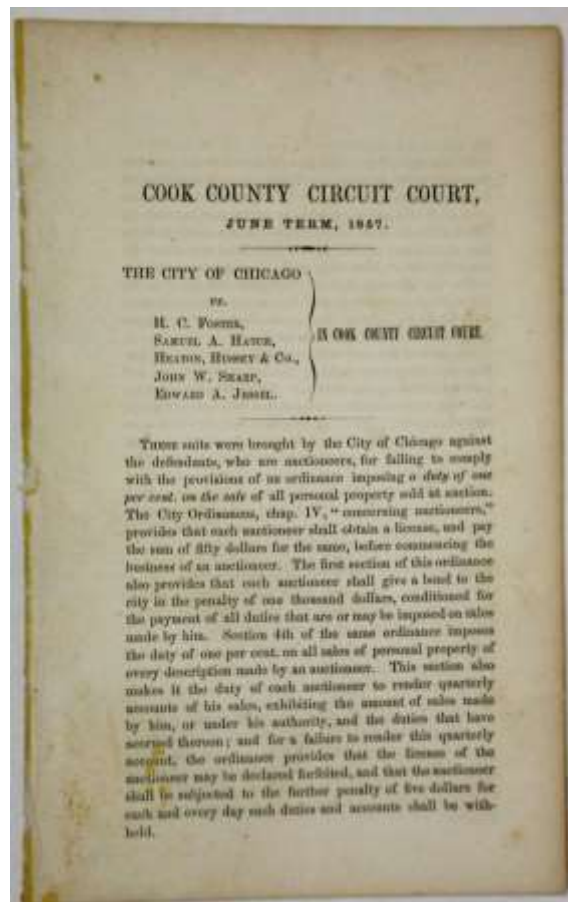 COOK COUNTY CIRCUIT COURT,
JUNE TERM, 1857.
THE CITY OF CHICAGO
vs.
H. C. Foster,
Samuel A. Hatch,
Heaton, Hussey & Co.,
John W. Sharp,
Edward A. Jessel.
IN COOK COUNTY CIRCUIT COURT.
These suits were brought by the City of Chicago against
the defendants, who are auctioneers, for failing to comply
with the provisions of an ordinance imposing a duty of one
per cent. on the sale of all personal property sold at auction.
The City Ordinances, chap. IV, "concerning auctioneers,"
provides that each auctioneer shall obtain a license, and pay
the sum of fifty dollars for the same, before commencing the
business of an auctioneer. The first section of this ordinance
also provides that each auctioneer shall give a bond to the
city in the penalty of one thousand dollars, conditioned for
the payment of all duties that are or may be imposed on sales
made by him. Section 4th of the same ordinance imposes
the duty of one per cent. on all sales of personal property of
every description made by an auctioneer. This section also
makes it the duty of each auctioneer to render quarterly
accounts of his sales, exhibiting the amount of sales made
by him, or under his authority, and the duties that have
accrued thereon; and for a failure to render this quarterly
account, the ordinance provides that the license of the
auctioneer may be declared forfeited, and that the auctioneer
shall be subjected to the further penalty of five dollars for
each and every day such duties and accounts shall be with-
held.